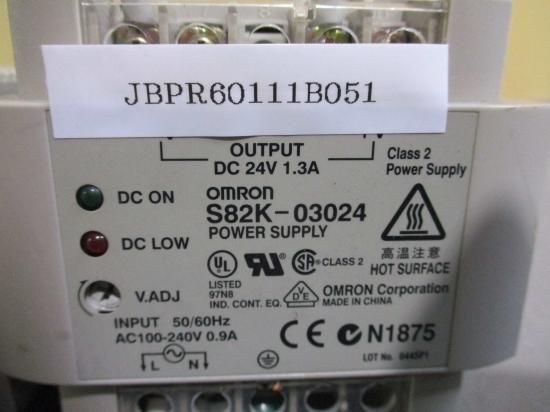 JBPR60111B051
OUTPUT
DC 24V 1.3A
Class 2
Power Supply
DC ON
OMRON
S82K-03024
POWER SUPPLY
DC LOW
高温注意
HOT SURFACE
UL
LISTED
97N8
IND. CONT. EQ.
CLASS 2
V.ADJ
OMRON Corporation
MADE IN CHINA
INPUT 50/60Hz
AC100-240V 0.9A
CE N1875
L N
LOT No. 0445P1